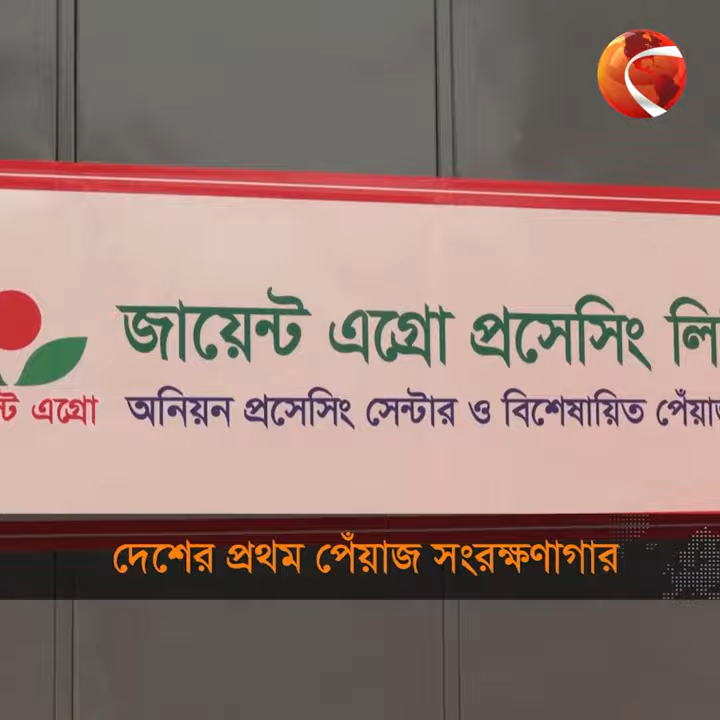 জায়েন্ট এগ্রো প্রসেসিং লি
ন্ট এগ্রো
অনিয়ন প্রসেসিং সেন্টার ও বিশেষায়িত পেঁয়াজ
দেশের প্রথম পেঁয়াজ সংরক্ষণাগার